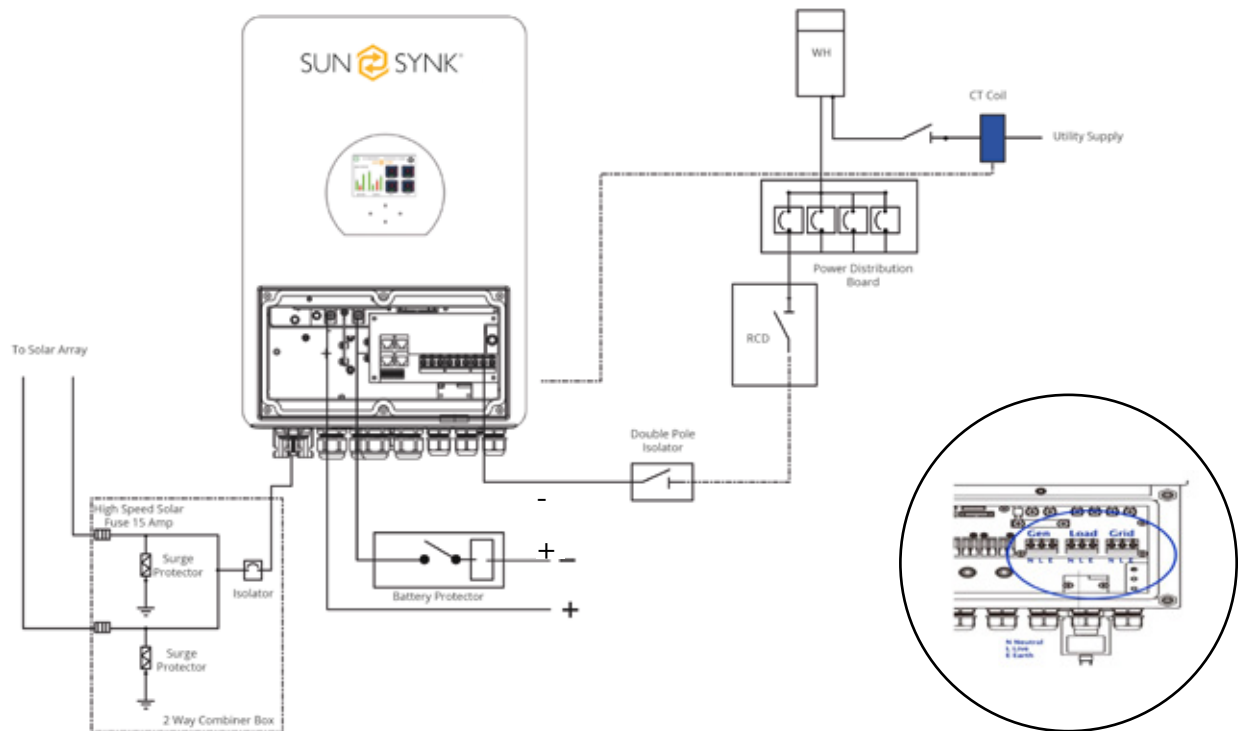 SUN SYNK
WH
CT Coil
Utility Supply
Power Distribution
Board
RCD
To Solar Array
Double Pole
Isolator
High Speed Solar
Fuse 15 Amp
Surge
Protector
Isolator
Surge
Protector
2 Way Combiner Box
-
+
-
+
Battery Protector
Gen Load Grid
N L E N L E N L E
N Neutral
L Live
E Earth